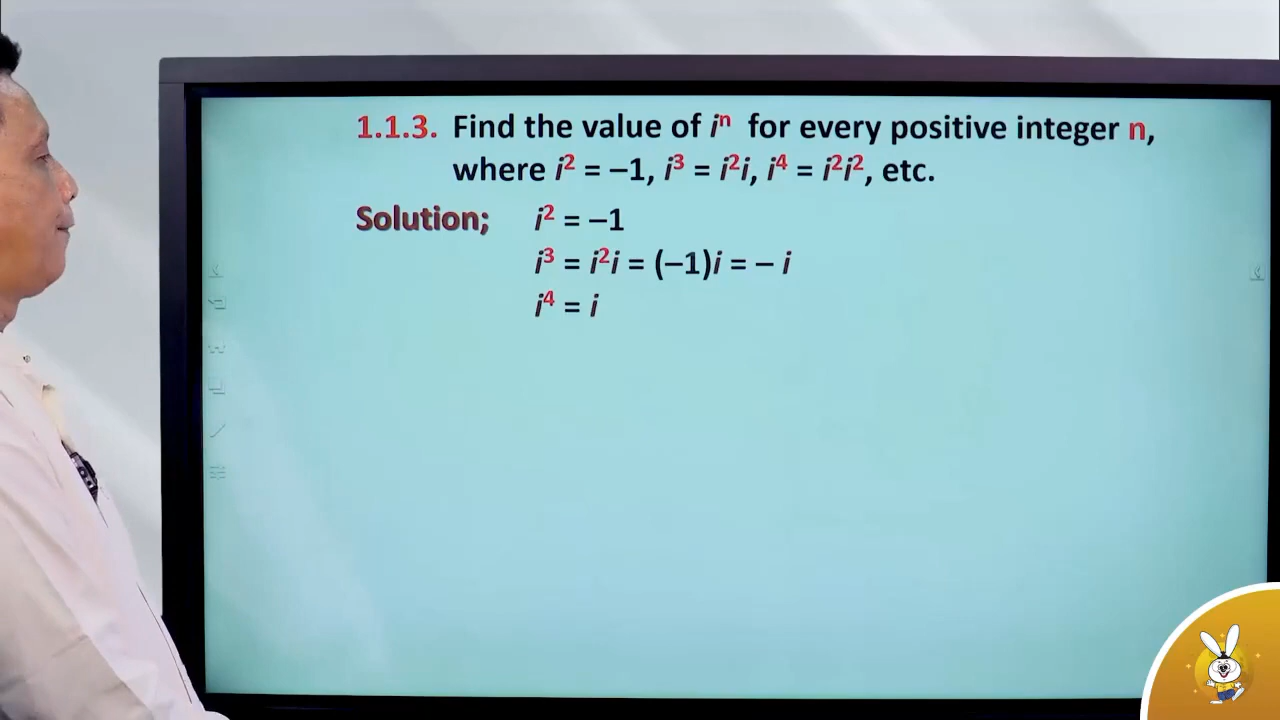 1.1.3. Find the value of iⁿ for every positive integer n,
where i² = –1, i³ = i²i, i⁴ = i²i², etc.
Solution; i² = –1
i³ = i²i = (–1)i = – i
i⁴ = i